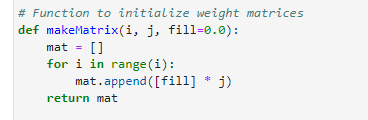 # Function to initialize weight matrices
def makeMatrix(i, j, fill=0.0):
    mat = []
    for i in range(i):
        mat.append([fill] * j)
    return mat